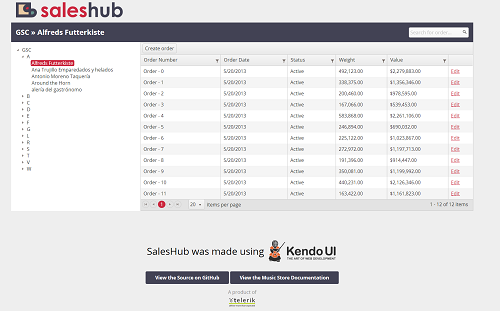 saleshub
GSC » Alfreds Futterkiste
Search for order...
GSC
A
Alfreds Futterkiste
Ana Trujillo Emparedados y helados
Antonio Moreno Taquería
Around the Horn
alería del gastrónomo
B
C
D
E
F
G
L
R
S
T
V
W
Create order
Order Number Order Date Status Weight Value
Order - 0 5/20/2013 Active 492,123.00 $2,279,883.00 Edit
Order - 1 5/20/2013 Active 338,375.00 $1,356,346.00 Edit
Order - 2 5/20/2013 Active 200,460.00 $978,595.00 Edit
Order - 3 5/20/2013 Active 167,066.00 $539,453.00 Edit
Order - 4 5/20/2013 Active 583,868.00 $2,261,106.00 Edit
Order - 5 5/20/2013 Active 246,894.00 $690,032.00 Edit
Order - 6 5/20/2013 Active 225,122.00 $1,023,867.00 Edit
Order - 7 5/20/2013 Active 272,972.00 $1,197,713.00 Edit
Order - 8 5/20/2013 Active 191,396.00 $914,447.00 Edit
Order - 9 5/20/2013 Active 350,081.00 $1,199,992.00 Edit
Order - 10 5/20/2013 Active 440,231.00 $2,126,346.00 Edit
Order - 11 5/20/2013 Active 163,422.00 $1,161,823.00 Edit
1 20 items per page 1 - 12 of 12 items
SalesHub was made using Kendo UI
THE ART OF WEB DEVELOPMENT
View the Source on GitHub View the Music Store Documentation
A product of
telerik